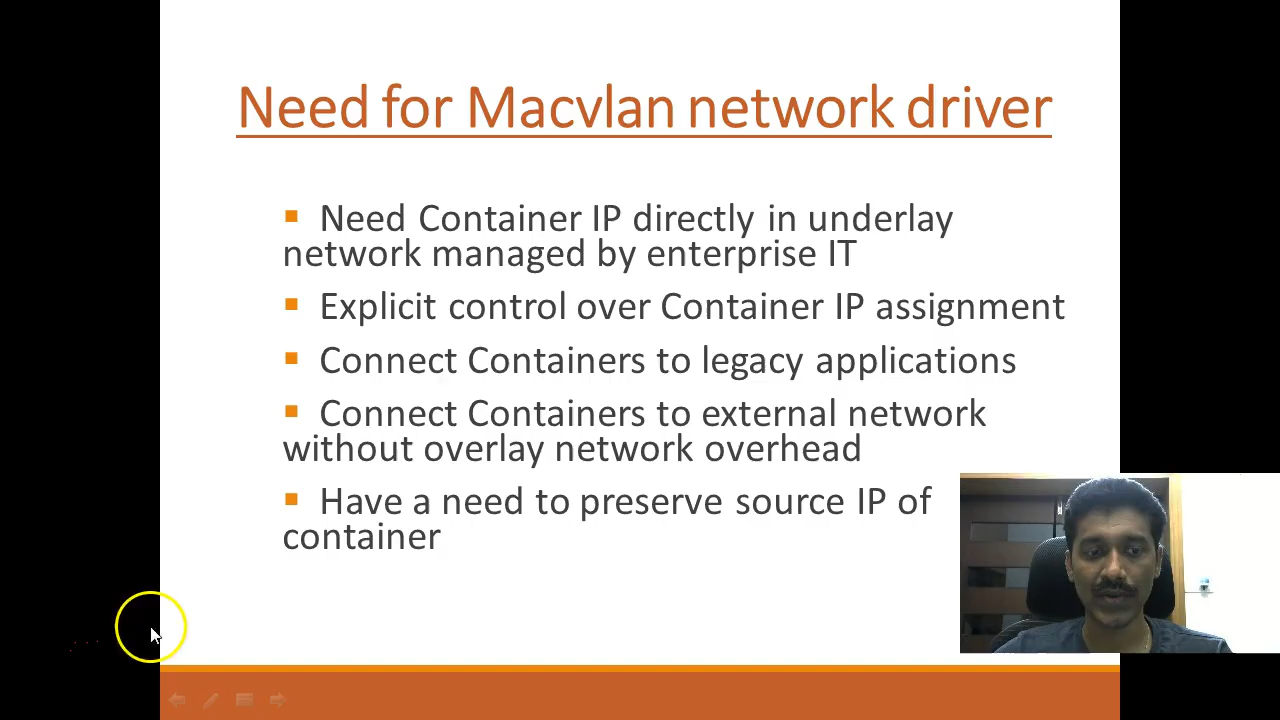 Need for Macvlan network driver
Need Container IP directly in underlay
network managed by enterprise IT
Explicit control over Container IP assignment
Connect Containers to legacy applications
Connect Containers to external network
without overlay network overhead
Have a need to preserve source IP of
container